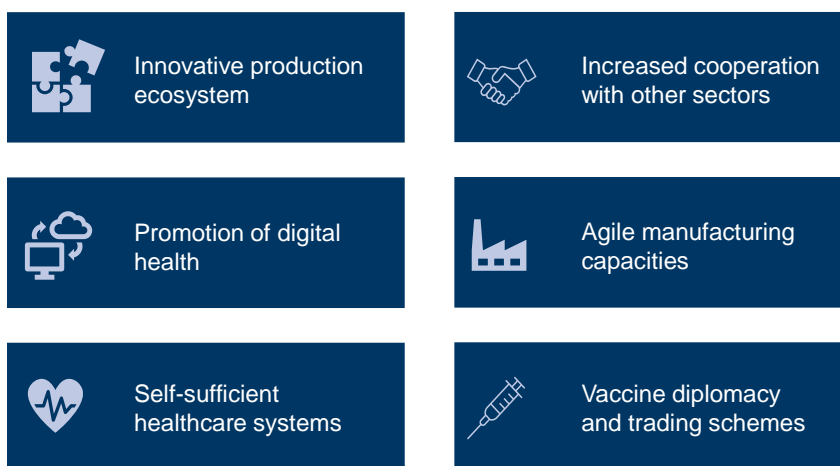 Innovative production
ecosystem
Increased cooperation
with other sectors
Promotion of digital
health
Agile manufacturing
capacities
Self-sufficient
healthcare systems
Vaccine diplomacy
and trading schemes